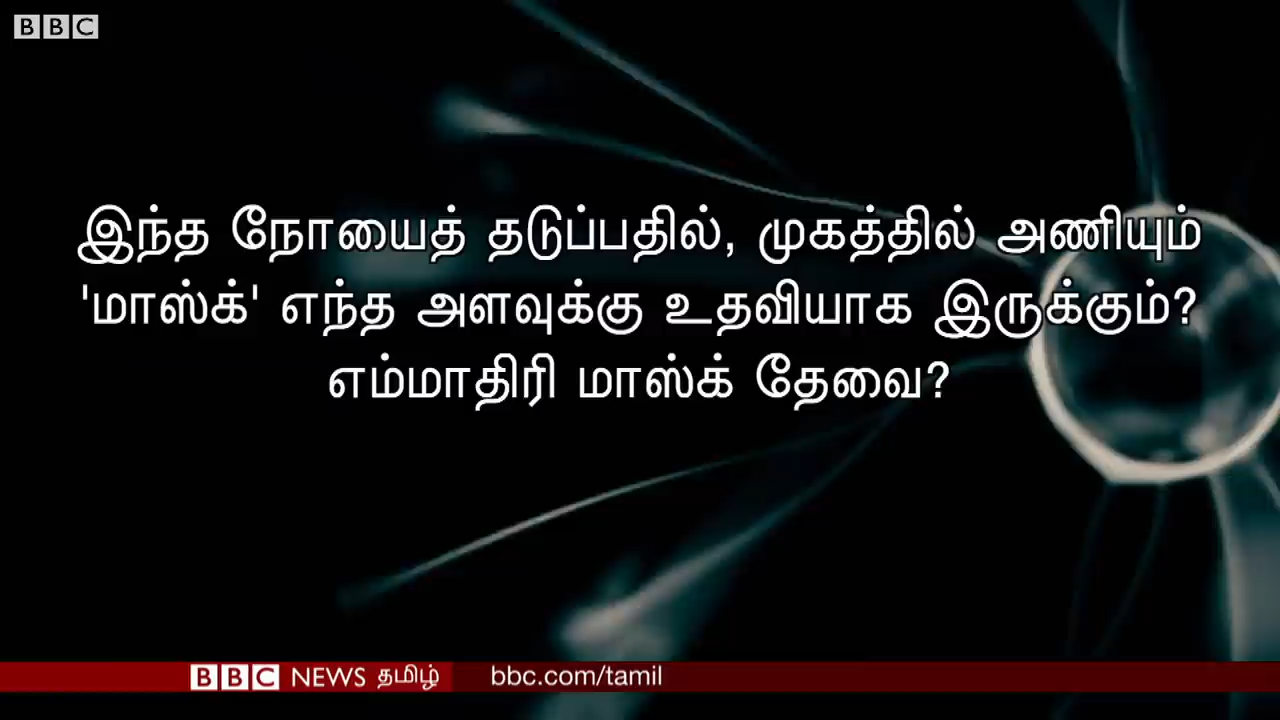 BBC
இந்த நோயைத் தடுப்பதில், முகத்தில் அணியும்
'மாஸ்க்' எந்த அளவுக்கு உதவியாக இருக்கும்?
எம்மாதிரி மாஸ்க் தேவை?
BBC NEWS தமிழ் bbc.com/tamil